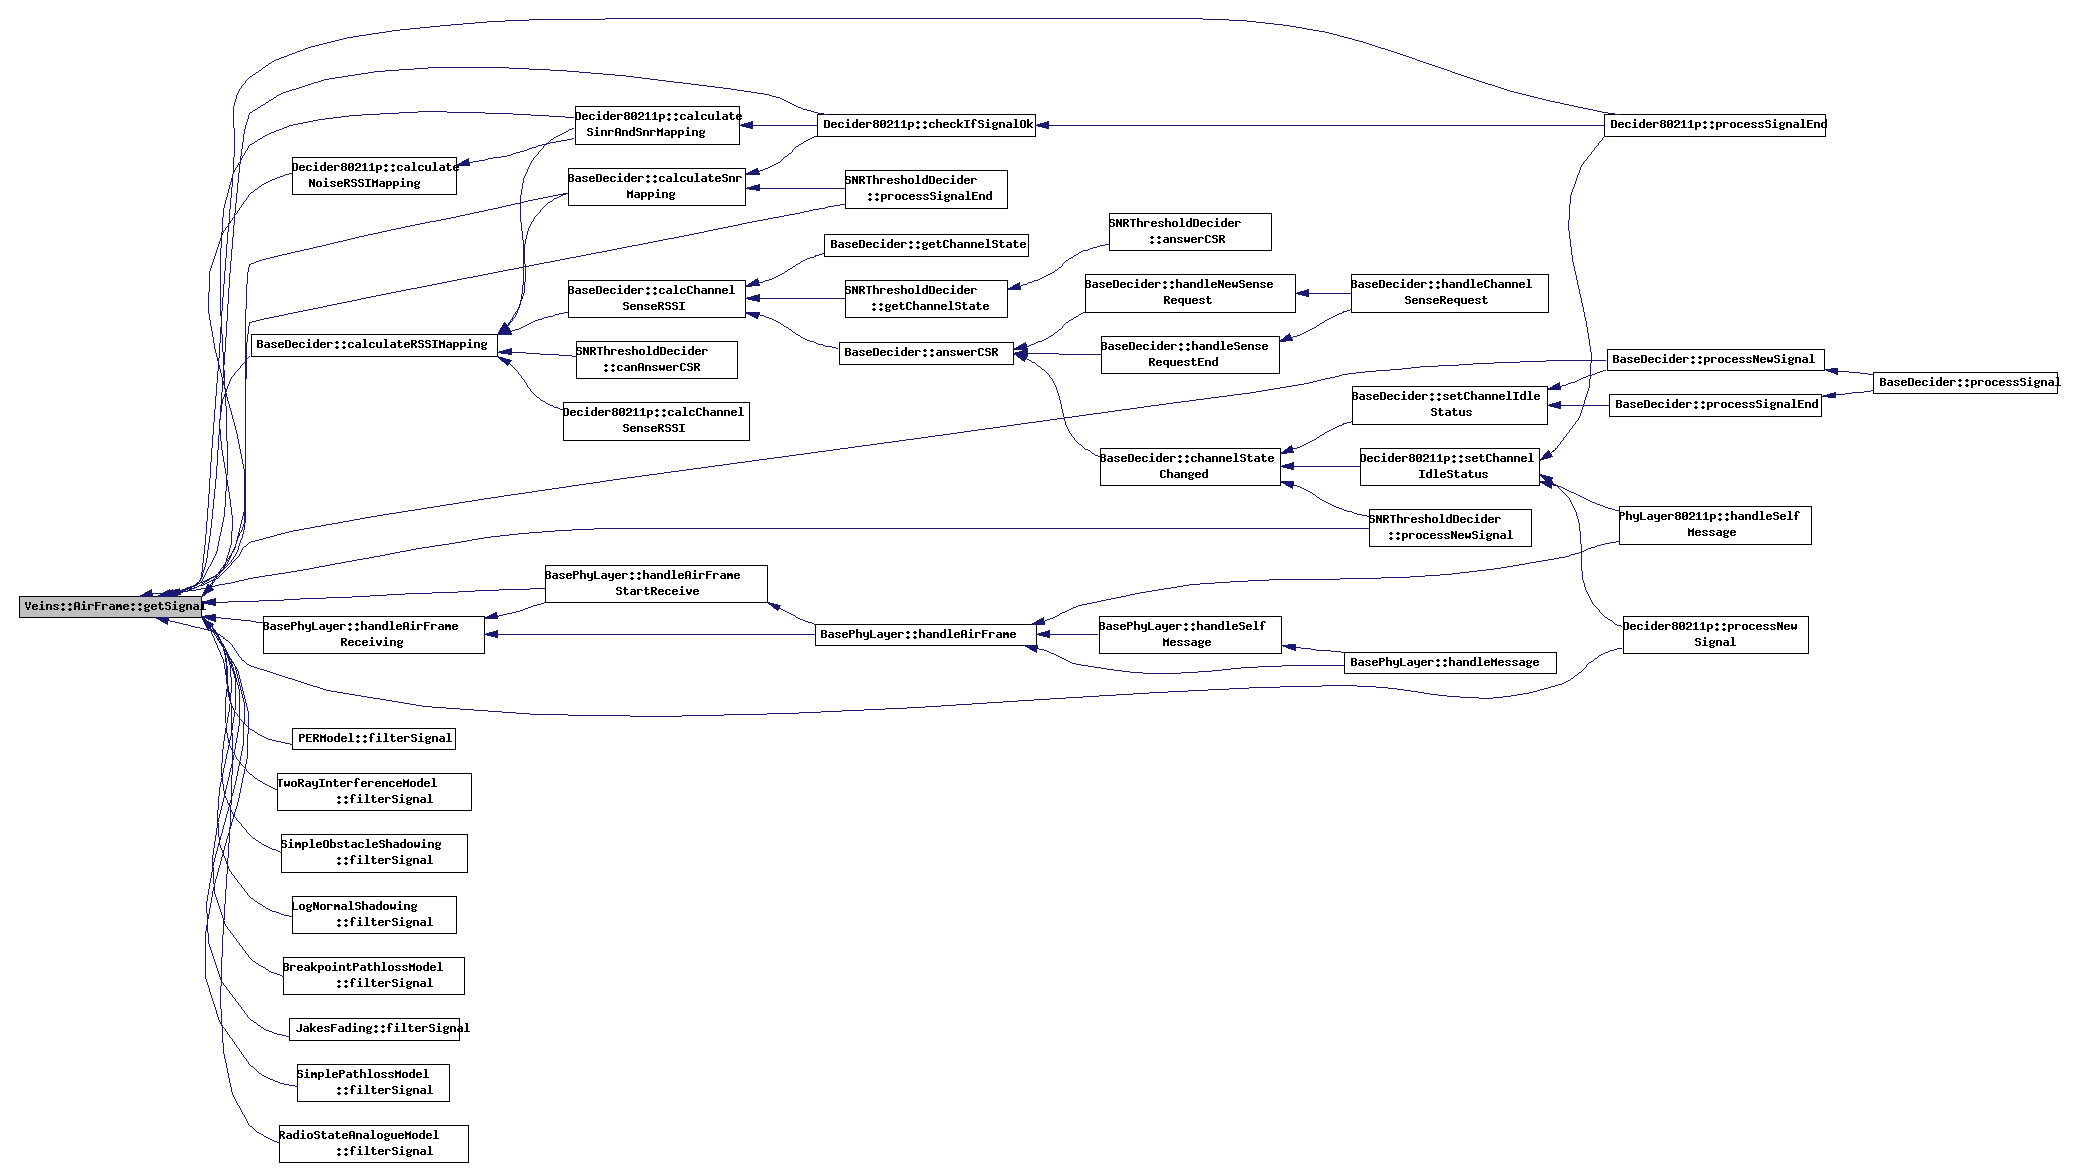 Decider80211p::calculate
SinrAndSnrMapping
Decider80211p::checkIfSignalOk
Decider80211p::processSignalEnd
Decider80211p::calculate
NoiseRSSIMapping
BaseDecider::calculateSnr
Mapping
SNRThresholdDecider
::processSignalEnd
SNRThresholdDecider
::answerCSR
BaseDecider::getChannelState
BaseDecider::calcChannel
SenseRSSI
SNRThresholdDecider
::getChannelState
BaseDecider::handleNewSense
Request
BaseDecider::handleChannel
SenseRequest
BaseDecider::calculateRSSIMapping
SNRThresholdDecider
::canAnswerCSR
BaseDecider::answerCSR
BaseDecider::handleSense
RequestEnd
BaseDecider::processNewSignal
BaseDecider::processSignal
BaseDecider::setChannelIdle
Status
BaseDecider::processSignalEnd
Decider80211p::calcChannel
SenseRSSI
BaseDecider::channelState
Changed
Decider80211p::setChannel
IdleStatus
SNRThresholdDecider
::processNewSignal
PhyLayer80211p::handleSelf
Message
Veins::AirFrame::getSignal
BasePhyLayer::handleAirFrame
StartReceive
BasePhyLayer::handleAirFrame
Receiving
BasePhyLayer::handleAirFrame
BasePhyLayer::handleSelf
Message
BasePhyLayer::handleMessage
Decider80211p::processNew
Signal
PERModel::filterSignal
TwoRayInterferenceModel
::filterSignal
SimpleObstacleShadowing
::filterSignal
LogNormalShadowing
::filterSignal
BreakpointPathlossModel
::filterSignal
JakesFading::filterSignal
SimplePathlossModel
::filterSignal
RadioStateAnalogueModel
::filterSignal